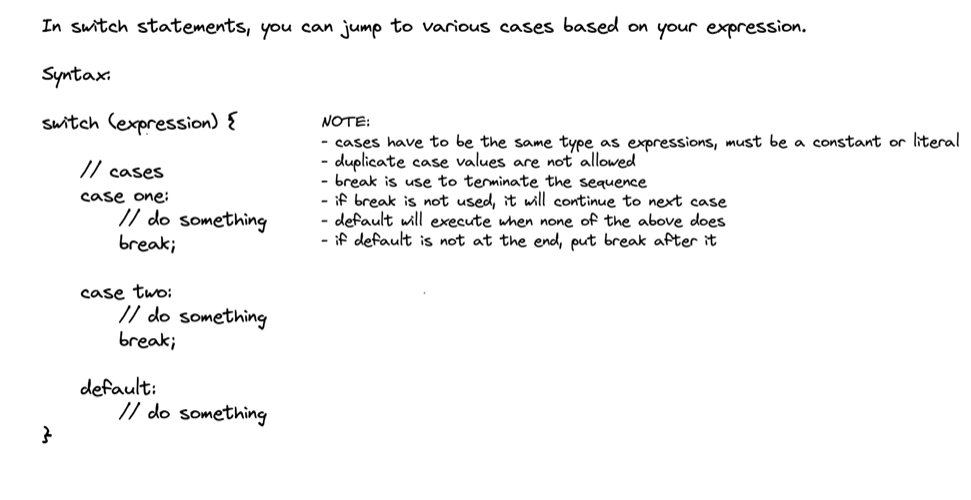 In switch statements, you can jump to various cases based on your expression.
Syntax:
switch (expression) {
// cases
case one:
// do something
break;
case two:
// do something
break;
default:
// do something
}
NOTE:
- cases have to be the same type as expressions, must be a constant or literal
- duplicate case values are not allowed
- break is use to terminate the sequence
- if break is not used, it will continue to next case
- default will execute when none of the above does
- if default is not at the end, put break after it